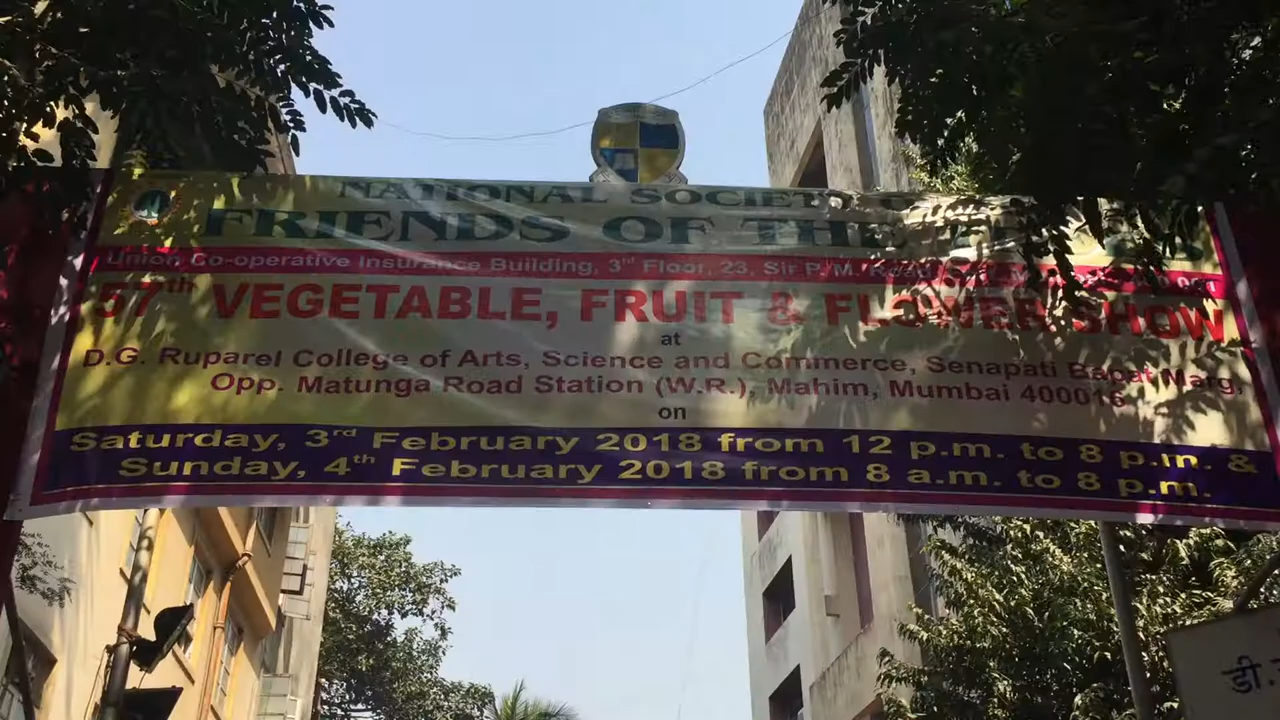 NATIONAL SOCIETY
FRIENDS OF THE
Union Co-operative Insurance Building, 3rd Floor, 23, Sir P. M. Road,
57th VEGETABLE, FRUIT & FLOWER SHOW
at
D.G. Ruparel College of Arts, Science and Commerce, Senapati Bapat Marg,
Opp. Matunga Road Station (W.R.), Mahim, Mumbai 400016
on
Saturday, 3rd February 2018 from 12 p.m. to 8 p.m. &
Sunday, 4th February 2018 from 8 a.m. to 8 p.m.
डी.